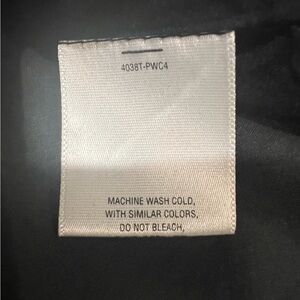 4038T-PWC4
MACHINE WASH COLD,
WITH SIMILAR COLORS,
DO NOT BLEACH,